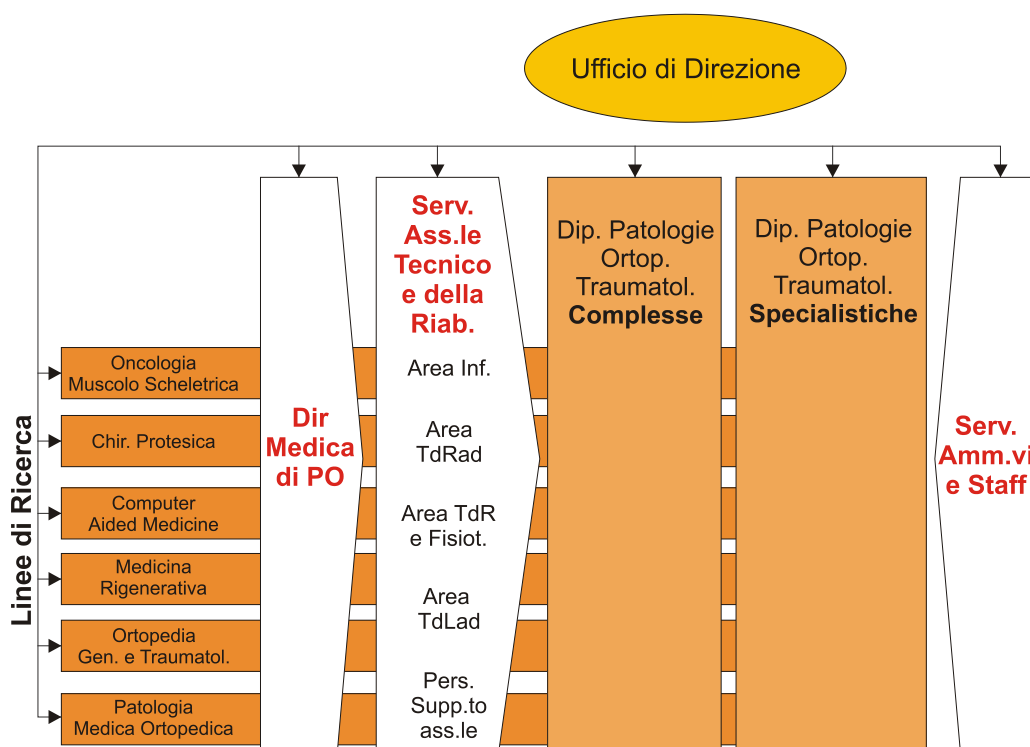 Ufficio di Direzione
Linee di Ricerca
Oncologia
Muscolo Scheletrica
Chir. Protesica
Computer
Aided Medicine
Medicina
Rigenerativa
Ortopedia
Gen. e Traumatol.
Patologia
Medica Ortopedica
Dir
Medica
di PO
Serv.
Ass.le
Tecnico
e della
Riab.
Area Inf.
Area
TdRad
Area TdR
e Fisiot.
Area
TdLad
Pers.
Supp.to
ass.le
Dip. Patologie
Ortop.
Traumatol.
Complesse
Dip. Patologie
Ortop.
Traumatol.
Specialistiche
Serv.
Amm.vi
e Staff